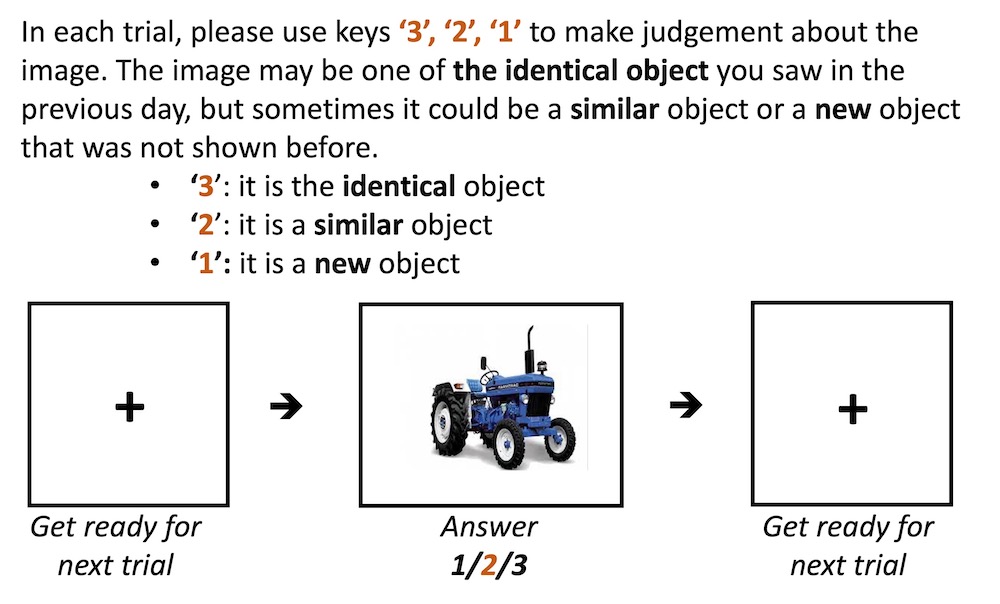 In each trial, please use keys ‘3’, ‘2’, ‘1’ to make judgement about the
image. The image may be one of the identical object you saw in the
previous day, but sometimes it could be a similar object or a new object
that was not shown before.
• ‘3’: it is the identical object
• ‘2’: it is a similar object
• ‘1’: it is a new object
+ ➔ FARMTRAC ➔ +
Get ready for Answer Get ready for
next trial 1/2/3 next trial